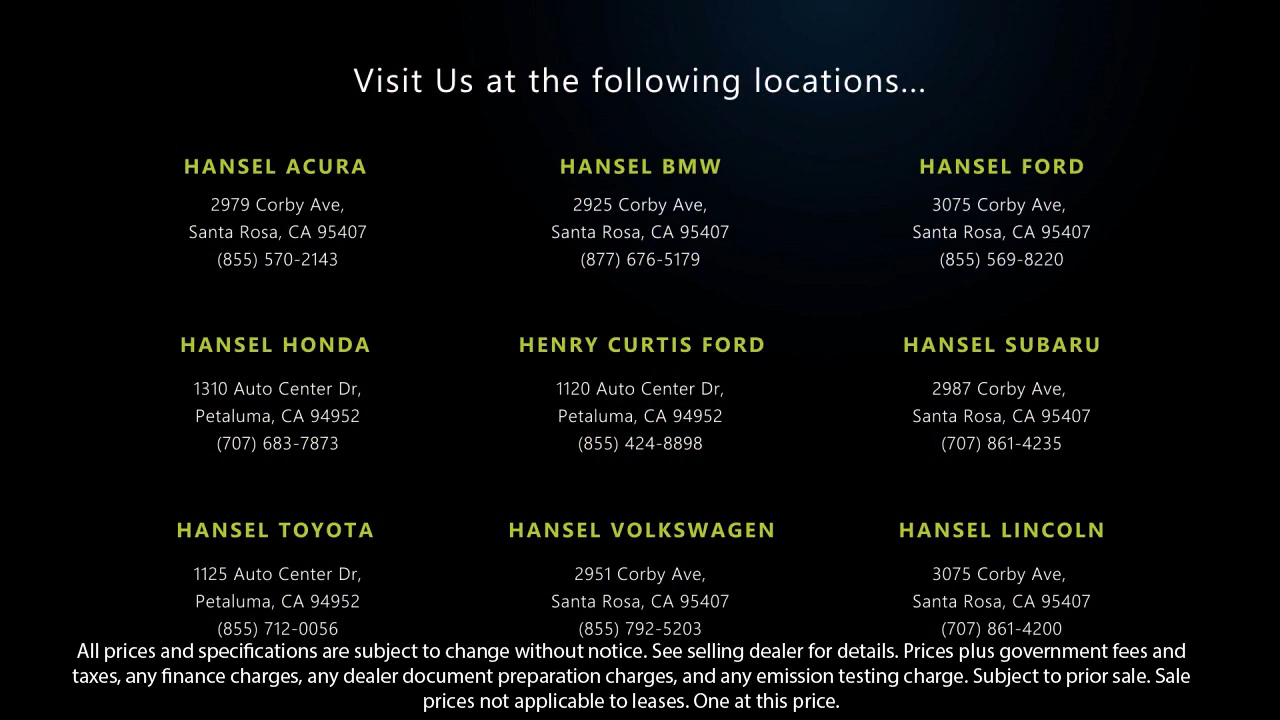 Visit Us at the following locations...
HANSEL ACURA
2979 Corby Ave,
Santa Rosa, CA 95407
(855) 570-2143
HANSEL BMW
2925 Corby Ave,
Santa Rosa, CA 95407
(877) 676-5179
HANSEL FORD
3075 Corby Ave,
Santa Rosa, CA 95407
(855) 569-8220
HANSEL HONDA
1310 Auto Center Dr,
Petaluma, CA 94952
(707) 683-7873
HENRY CURTIS FORD
1120 Auto Center Dr,
Petaluma, CA 94952
(855) 424-8898
HANSEL SUBARU
2987 Corby Ave,
Santa Rosa, CA 95407
(707) 861-4235
HANSEL TOYOTA
1125 Auto Center Dr,
Petaluma, CA 94952
(855) 712-0056
HANSEL VOLKSWAGEN
2951 Corby Ave,
Santa Rosa, CA 95407
(855) 792-5203
HANSEL LINCOLN
3075 Corby Ave,
Santa Rosa, CA 95407
(707) 861-4200
All prices and specifications are subject to change without notice. See selling dealer for details. Prices plus government fees and
taxes, any finance charges, any dealer document preparation charges, and any emission testing charge. Subject to prior sale. Sale
prices not applicable to leases. One at this price.